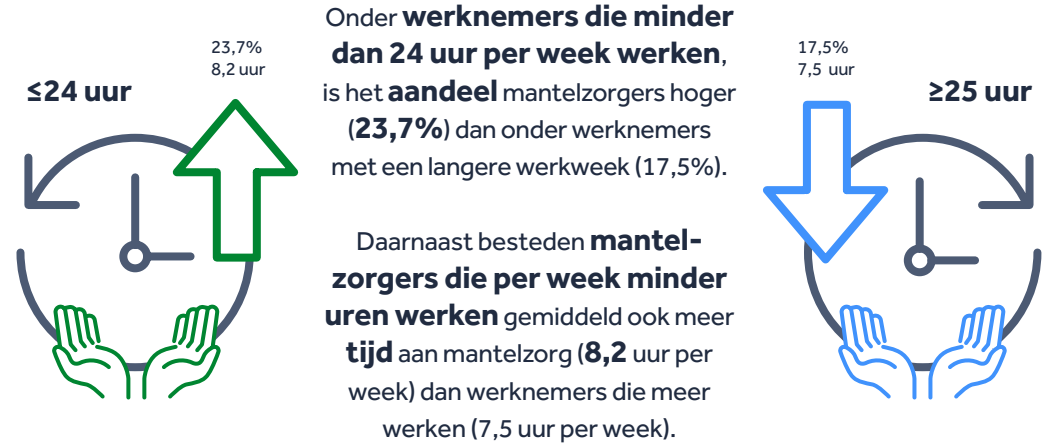 23,7%
8,2 uur
≤24 uur
Onder werknemers die minder
dan 24 uur per week werken,
is het aandeel mantelzorgers hoger
(23,7%) dan onder werknemers
met een langere werkweek (17,5%).
Daarnaast besteden mantel-
zorgers die per week minder
uren werken gemiddeld ook meer
tijd aan mantelzorg (8,2 uur per
week) dan werknemers die meer
werken (7,5 uur per week).
17,5%
7,5 uur
≥25 uur